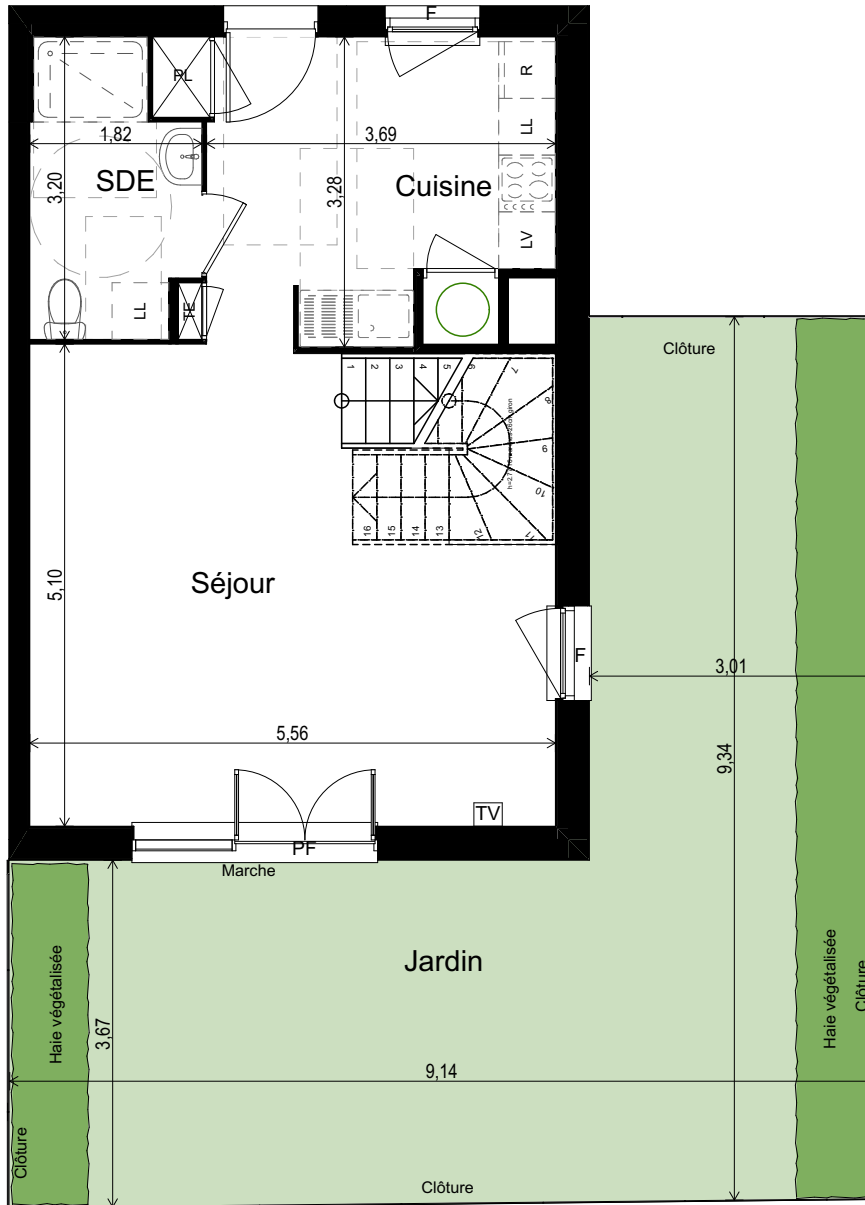 F
PL
R
1,82
3,69
LL
SDE
3,20
3,28
Cuisine
LV
LL
TE
Clôture
1
2
3
4
5
6
7
8
9
10
11
12
13
14
15
16
Séjour
5,10
F
3,01
5,56
9,34
TV
PF
Marche
Haie végétalisée
Jardin
Haie végétalisée
Clôture
3,67
9,14
Clôture
Clôture